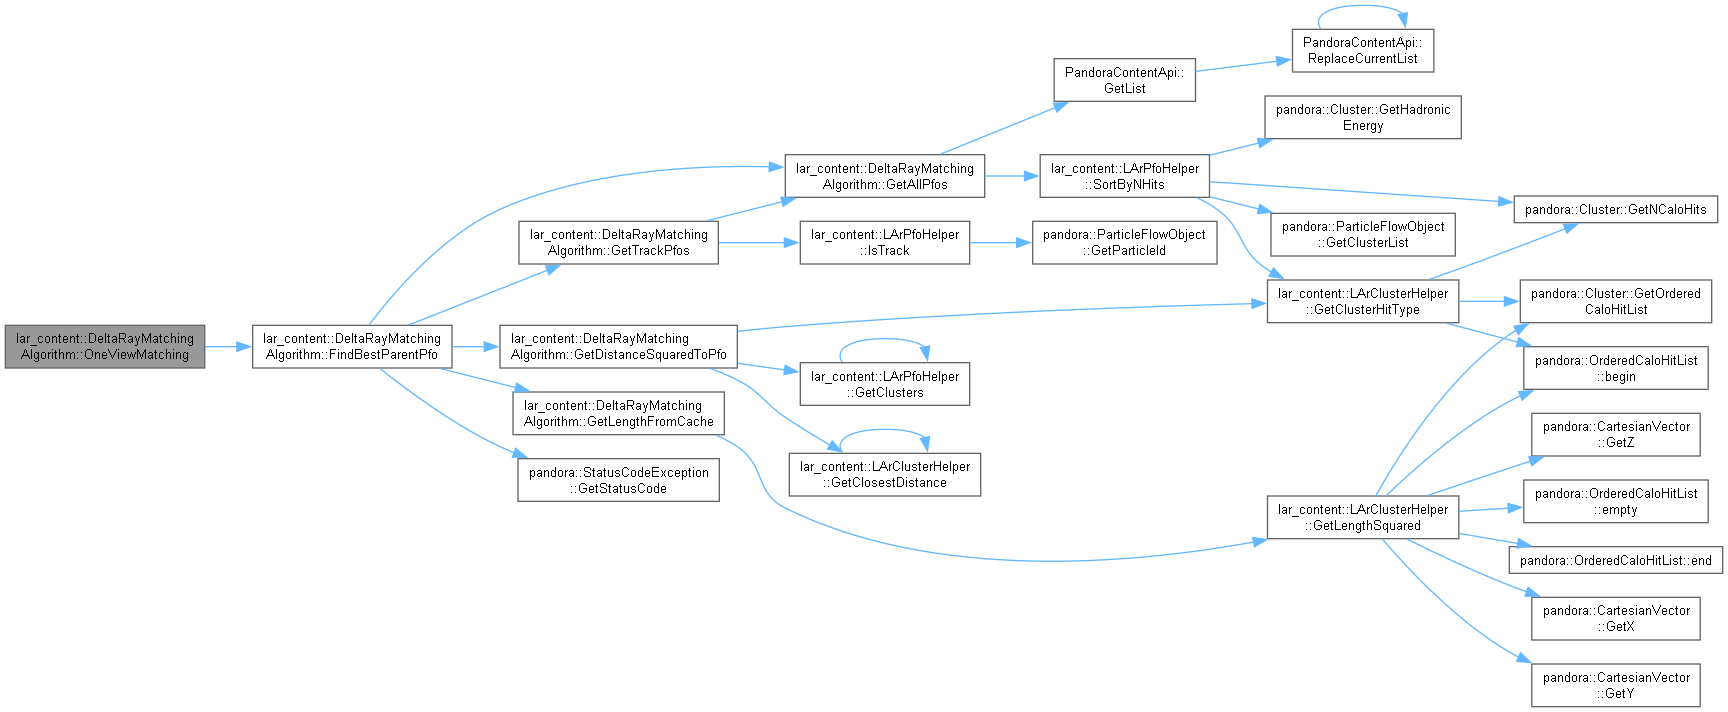 lar_content::DeltaRayMatching
Algorithm::OneViewMatching
lar_content::DeltaRayMatching
Algorithm::FindBestParentPfo
lar_content::DeltaRayMatching
Algorithm::GetTrackPfos
lar_content::DeltaRayMatching
Algorithm::GetDistanceSquaredToPfo
lar_content::DeltaRayMatching
Algorithm::GetLengthFromCache
pandora::StatusCodeException
::GetStatusCode
lar_content::DeltaRayMatching
Algorithm::GetAllPfos
lar_content::LArPfoHelper
::IsTrack
lar_content::LArPfoHelper
::GetClusters
lar_content::LArClusterHelper
::GetClosestDistance
PandoraContentApi::
GetList
lar_content::LArPfoHelper
::SortByNHits
pandora::ParticleFlowObject
::GetParticleId
PandoraContentApi::
ReplaceCurrentList
pandora::Cluster::GetHadronic
Energy
pandora::ParticleFlowObject
::GetClusterList
lar_content::LArClusterHelper
::GetClusterHitType
lar_content::LArClusterHelper
::GetLengthSquared
pandora::Cluster::GetNCaloHits
pandora::Cluster::GetOrdered
CaloHitList
pandora::OrderedCaloHitList
::begin
pandora::CartesianVector
::GetZ
pandora::OrderedCaloHitList
::empty
pandora::OrderedCaloHitList::end
pandora::CartesianVector
::GetX
pandora::CartesianVector
::GetY